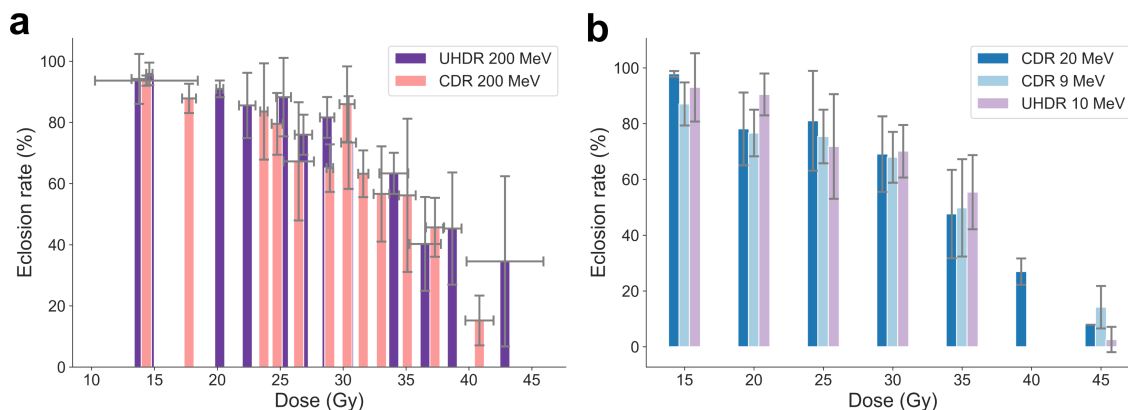 a
UHDR 200 MeV
CDR 200 MeV
Eclosion rate (%)
100
80
60
40
20
0
10 15 20 25 30 35 40 45
Dose (Gy)
b
CDR 20 MeV
CDR 9 MeV
UHDR 10 MeV
Eclosion rate (%)
100
80
60
40
20
0
15 20 25 30 35 40 45
Dose (Gy)